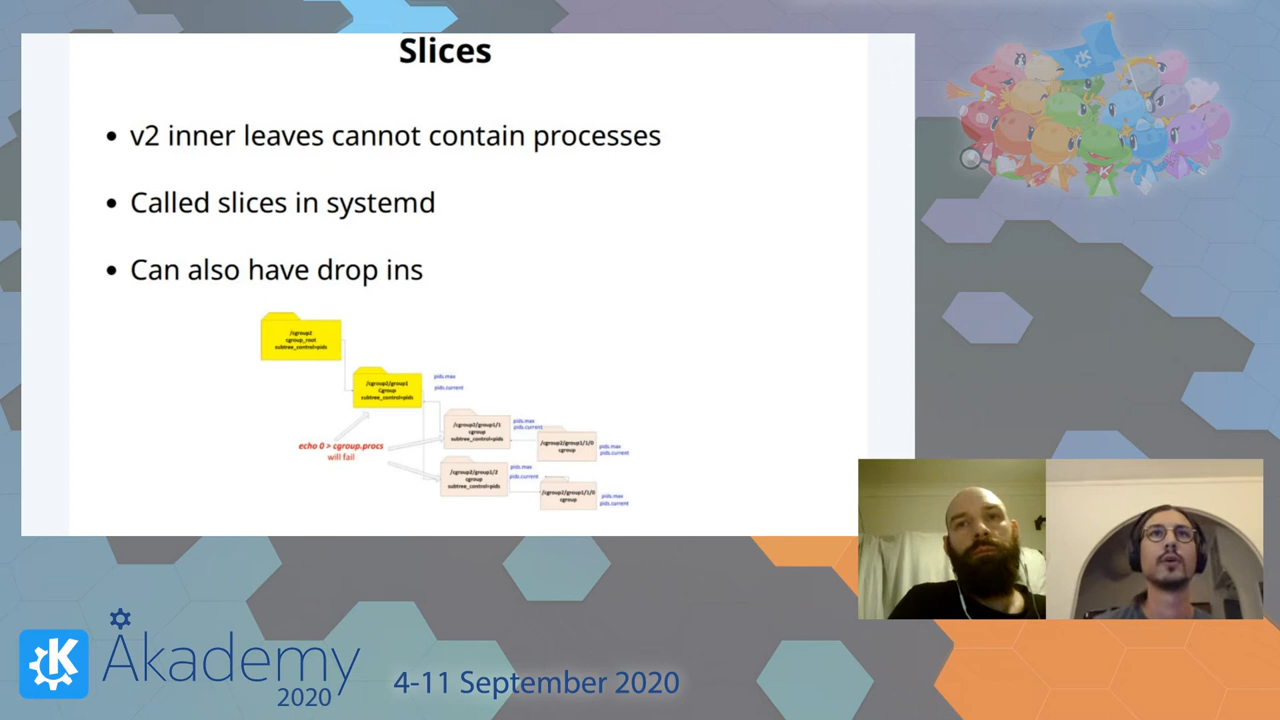 Slices
• v2 inner leaves cannot contain processes
• Called slices in systemd
• Can also have drop ins
/cgroup2
cgroup_root
subtree_control=pids
/cgroup2/group1
cgroup
subtree_control=pids
pids.max
pids.current
echo 0 > cgroup.procs
will fail
/cgroup2/group1/1
cgroup
subtree_control=pids
pids.max
pids.current
/cgroup2/group1/1/0
cgroup
pids.max
pids.current
/cgroup2/group1/2
cgroup
subtree_control=pids
pids.max
pids.current
/cgroup2/group1/1/0
cgroup
pids.max
pids.current
Akademy
2020
4-11 September 2020